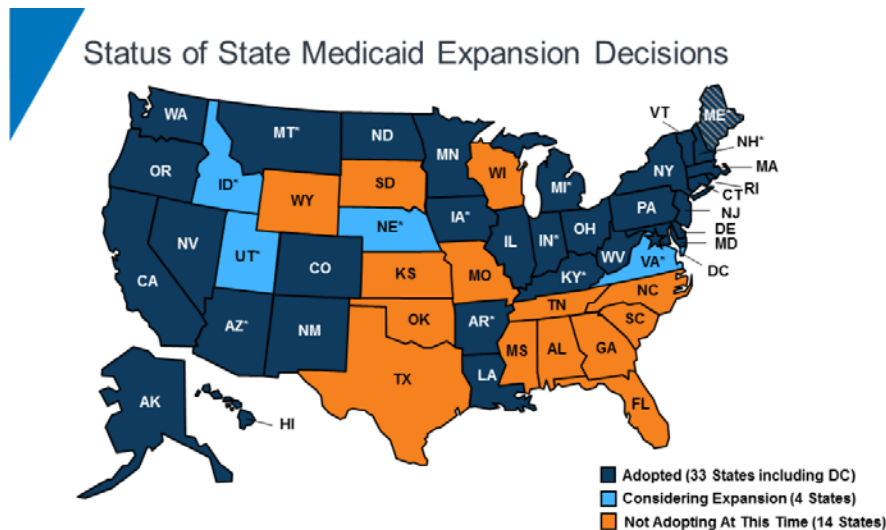 Status of State Medicaid Expansion Decisions
WA
MT*
ND
MN
VT
ME
NH*
OR
ID*
WY
SD
WI
MI*
NY
MA
RI
CT
NV
UT*
CO
NE*
IA*
IL
IN*
OH
PA
NJ
DE
MD
DC
CA
KS
MO
KY*
WV
VA*
AZ*
NM
OK
AR*
TN
NC
SC
TX
LA
MS
AL
GA
FL
AK
HI
Adopted (33 States including DC)
Considering Expansion (4 States)
Not Adopting At This Time (14 States)